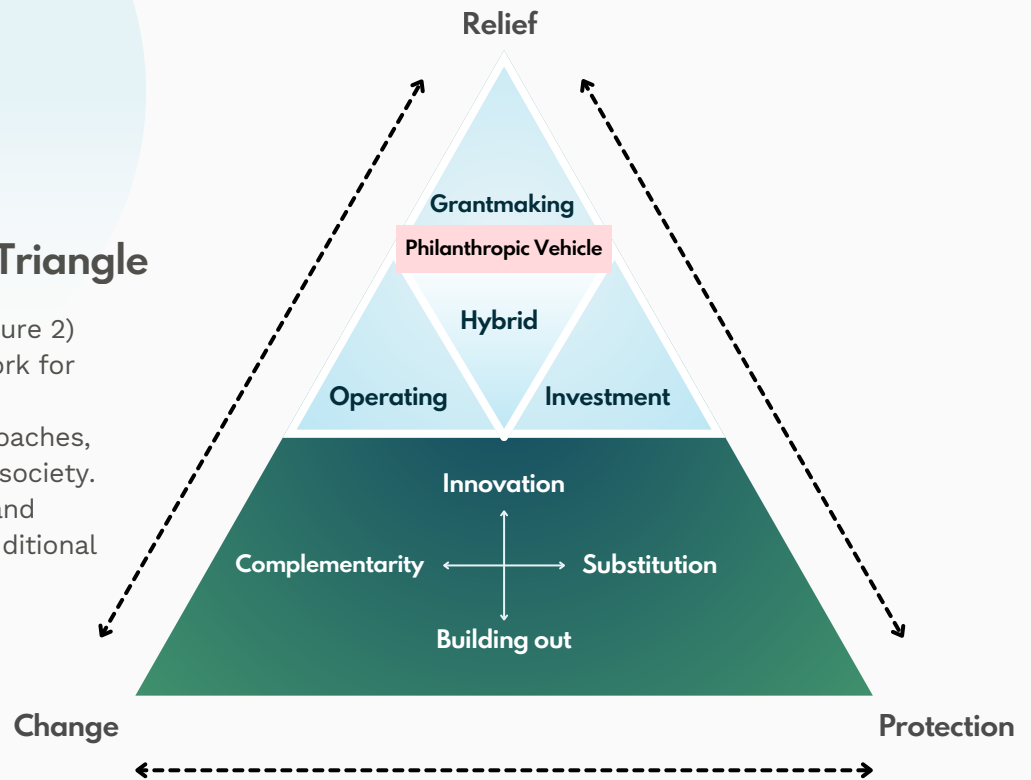 Triangle
ure 2)
ork for
oaches,
society.
and
ditional
Relief
Grantmaking
Philanthropic Vehicle
Hybrid
Operating
Investment
Innovation
Complementarity
Substitution
Building out
Change
Protection